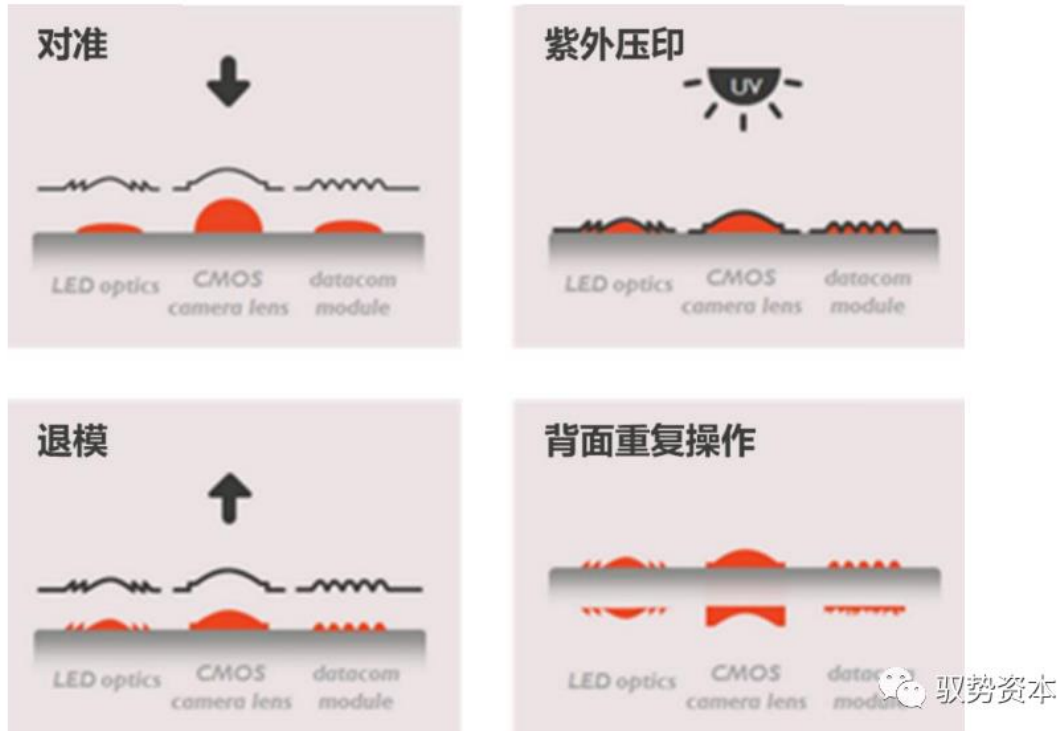 对准
LED optics
CMOS
camera lens
datacom
module
紫外压印
UV
LED optics
CMOS
camera lens
datacom
module
退模
LED optics
CMOS
camera lens
datacom
module
背面重复操作
LED optics
CMOS
camera lens
datacom
module
驭势资本